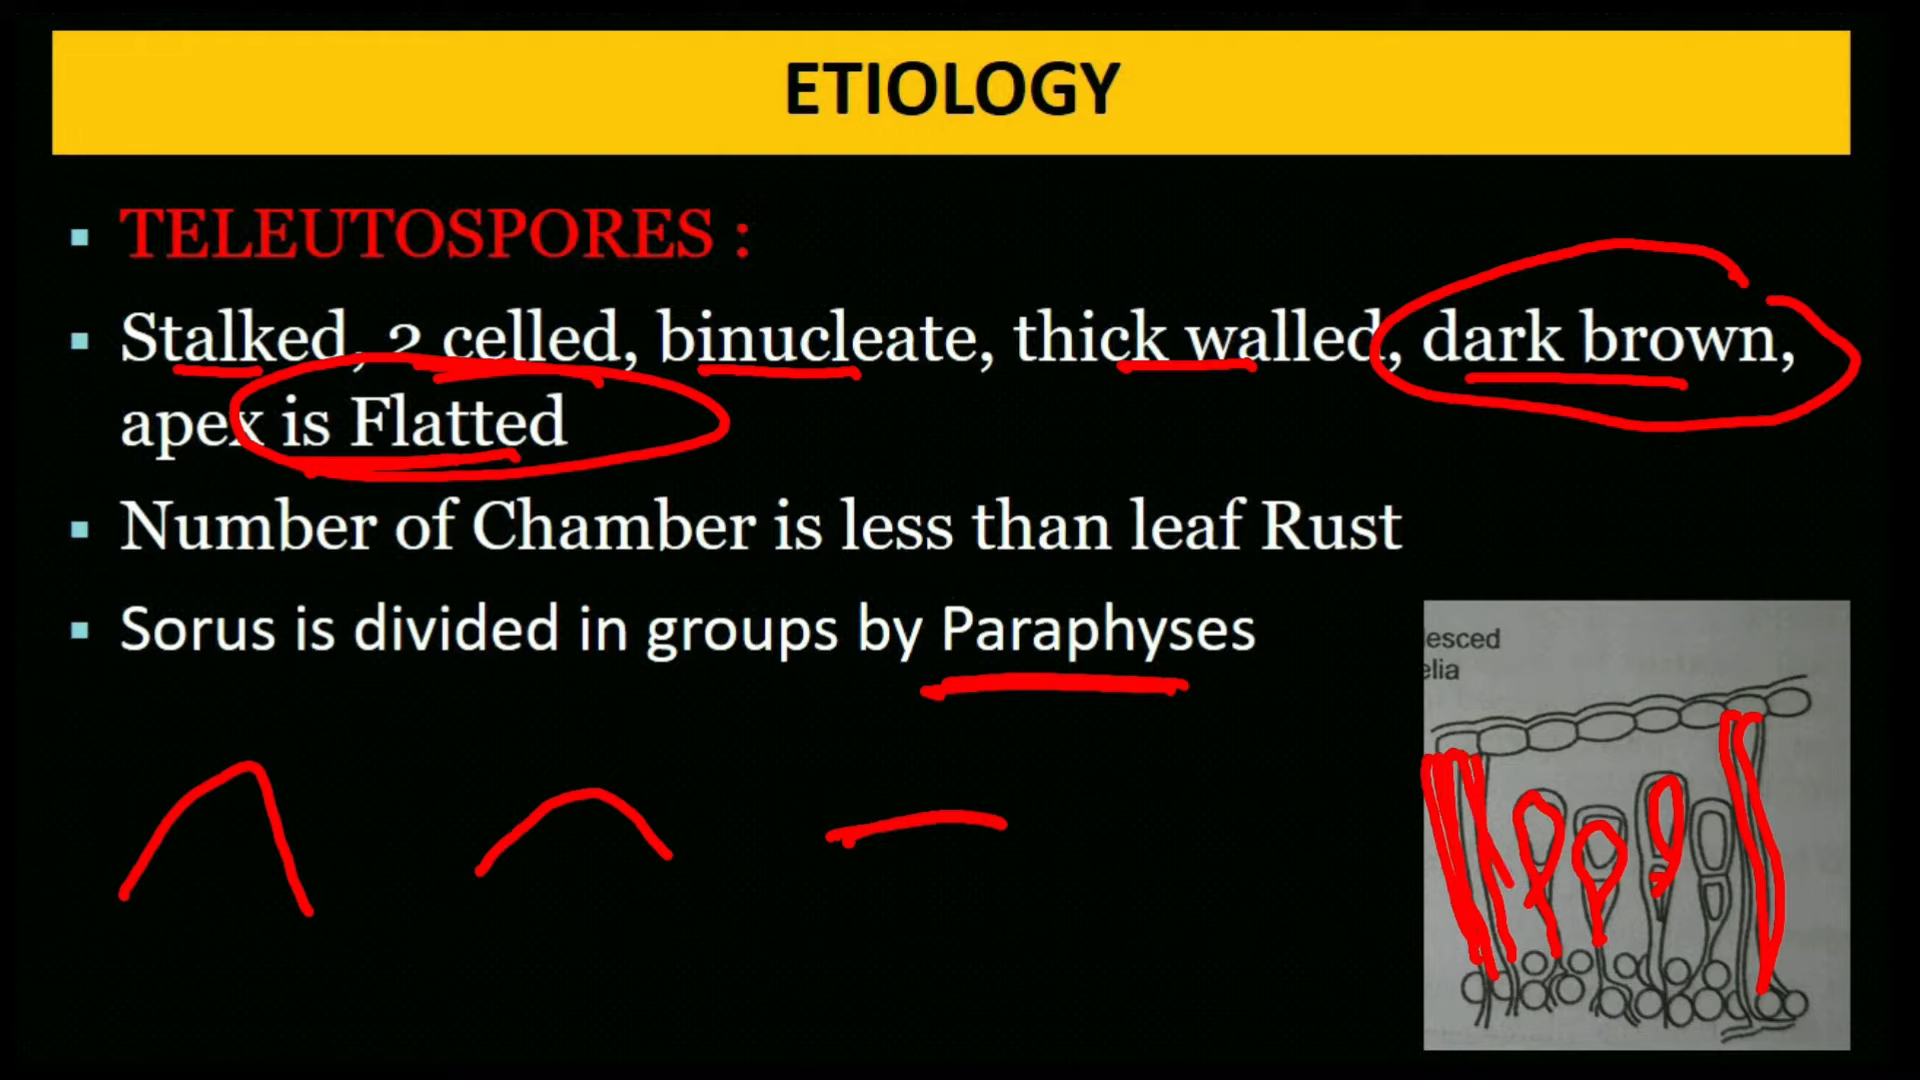 ETIOLOGY
TELEUTOSPORES :
Stalked, 2 celled, binucleate, thick walled, dark brown,
apex is Flatted
Number of Chamber is less than leaf Rust
Sorus is divided in groups by Paraphyses
esced
elia